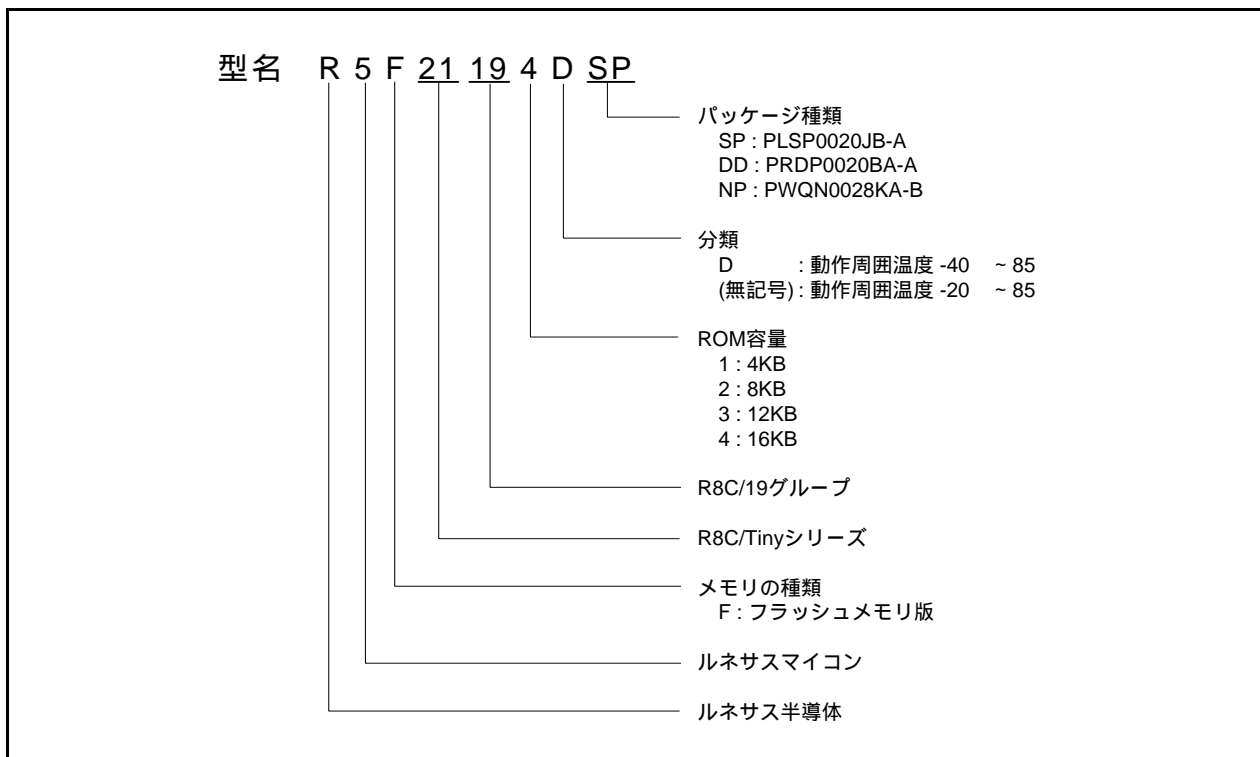 型名 R 5 F 21 19 4 D SP
パッケージ種類
SP : PLSP0020JB-A
DD : PRDP0020BA-A
NP : PWQN0028KA-B
分類
D : 動作周囲温度 -40 ~ 85
(無記号) : 動作周囲温度 -20 ~ 85
ROM容量
1 : 4KB
2 : 8KB
3 : 12KB
4 : 16KB
R8C/19グループ
R8C/Tinyシリーズ
メモリの種類
F : フラッシュメモリ版
ルネサスマイコン
ルネサス半導体